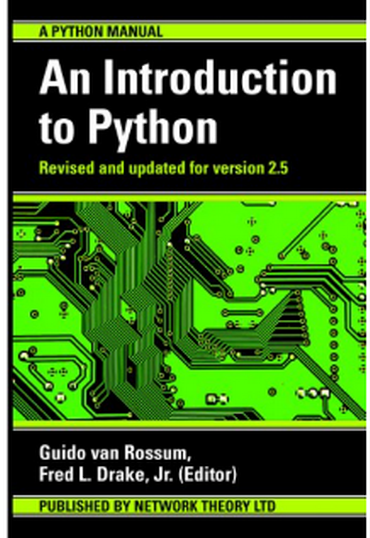 A PYTHON MANUAL
An Introduction
to Python
Revised and updated for version 2.5
Guido van Rossum,
Fred L. Drake, Jr. (Editor)
PUBLISHED BY NETWORK THEORY LTD